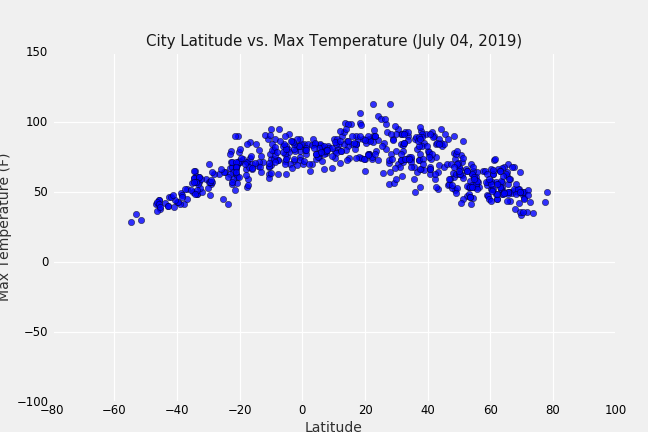 City Latitude vs. Max Temperature (July 04, 2019)
150
100
50
0
−50
−100
Max Temperature (F)
−80 −60 −40 −20 0 20 40 60 80 100
Latitude